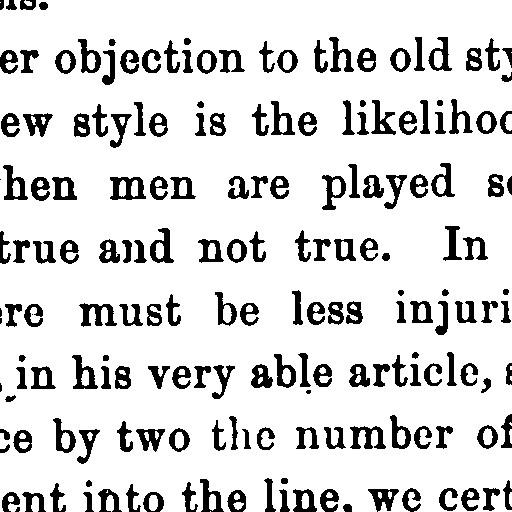 er objection to the old sty
ew style is the likelihoo
hen men are played so
true and not true. In
ere must be less injuri
, in his very able article, s
ce by two the number of
ent into the line, we cert